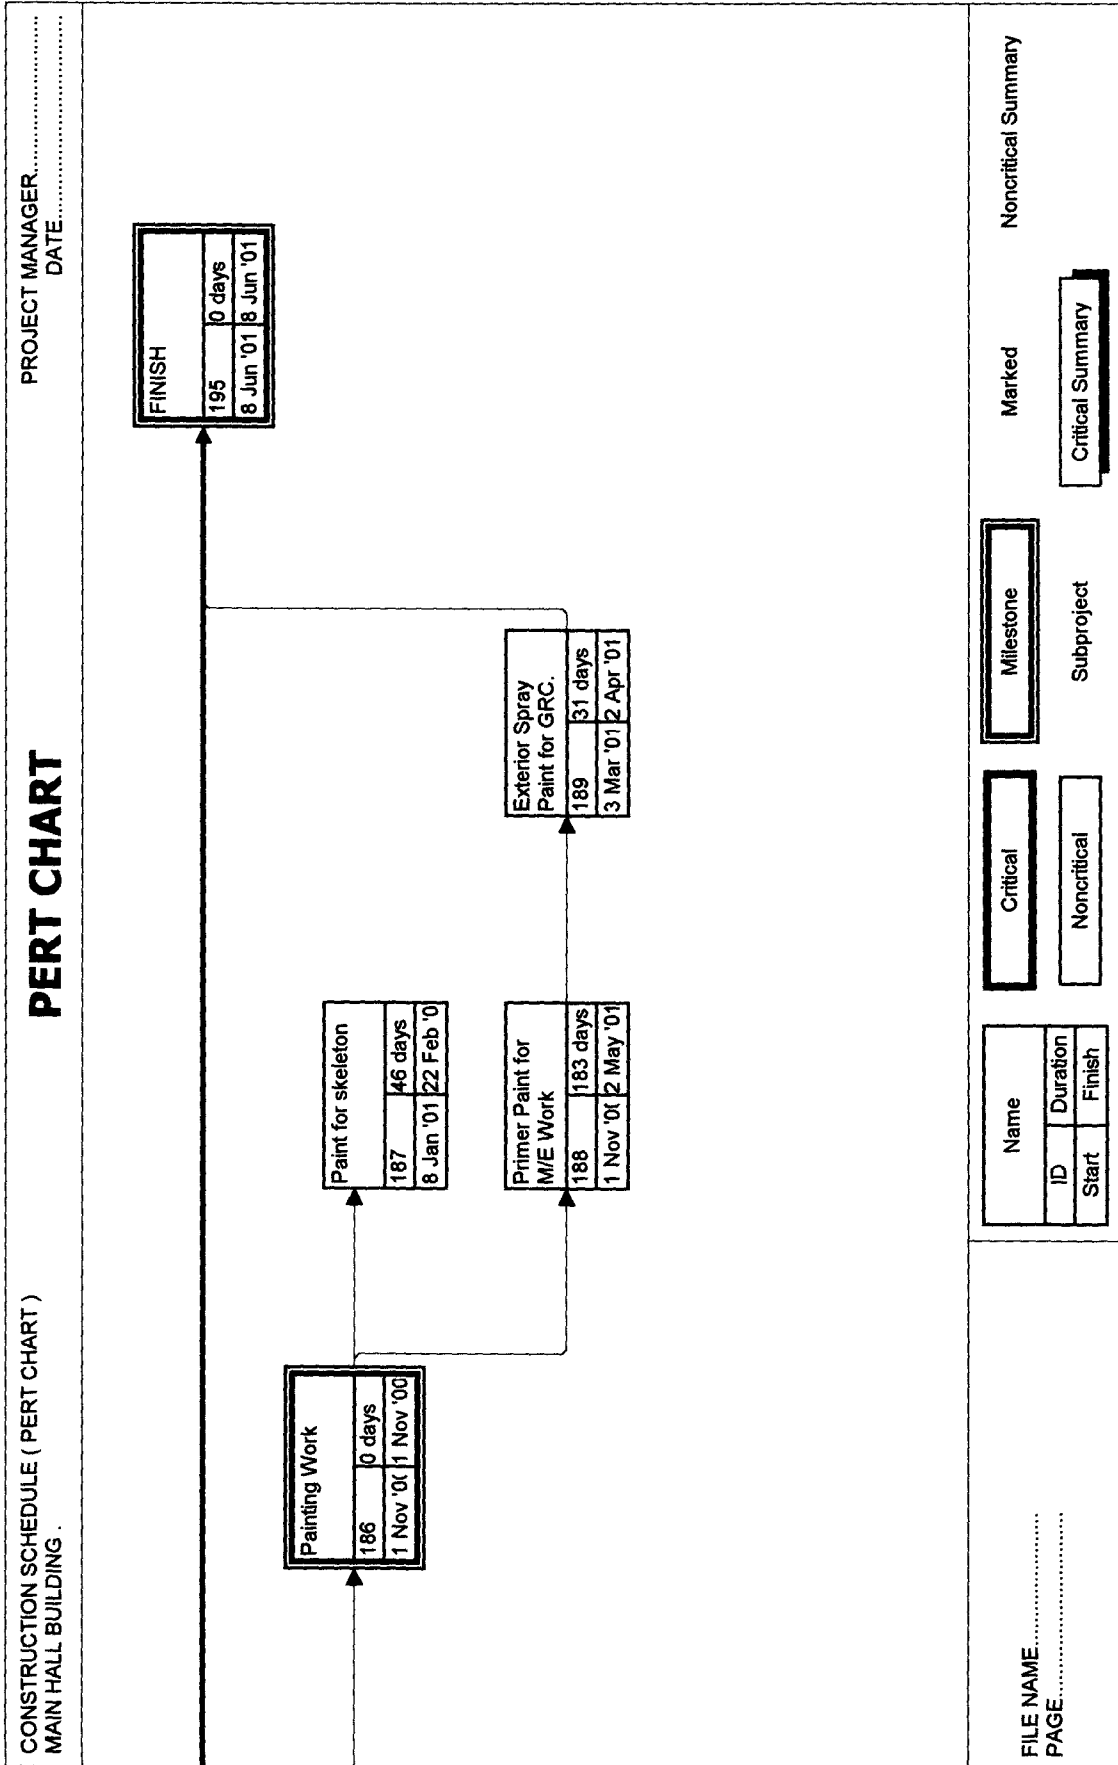 CONSTRUCTION SCHEDULE ( PERT CHART )
MAIN HALL BUILDING .
PERT CHART
PROJECT MANAGER....................
DATE....................
FINISH
195 0 days
8 Jun '01 8 Jun '01
Painting Work
186 0 days
1 Nov '0( 1 Nov '00
Paint for skeleton
187 46 days
8 Jan '01 22 Feb '0
Primer Paint for
M/E Work
188 183 days
1 Nov '0( 2 May '01
Exterior Spray
Paint for GRC.
189 31 days
3 Mar '01 2 Apr '01
FILE NAME....................
PAGE....................
Name
ID Duration
Start Finish
Critical
Noncritical
Milestone
Subproject
Marked
Critical Summary
Noncritical Summary